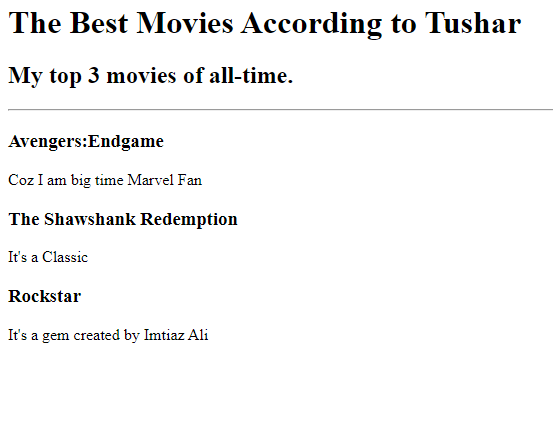 The Best Movies According to Tushar
My top 3 movies of all-time.
Avengers:Endgame
Coz I am big time Marvel Fan
The Shawshank Redemption
It's a Classic
Rockstar
It's a gem created by Imtiaz Ali